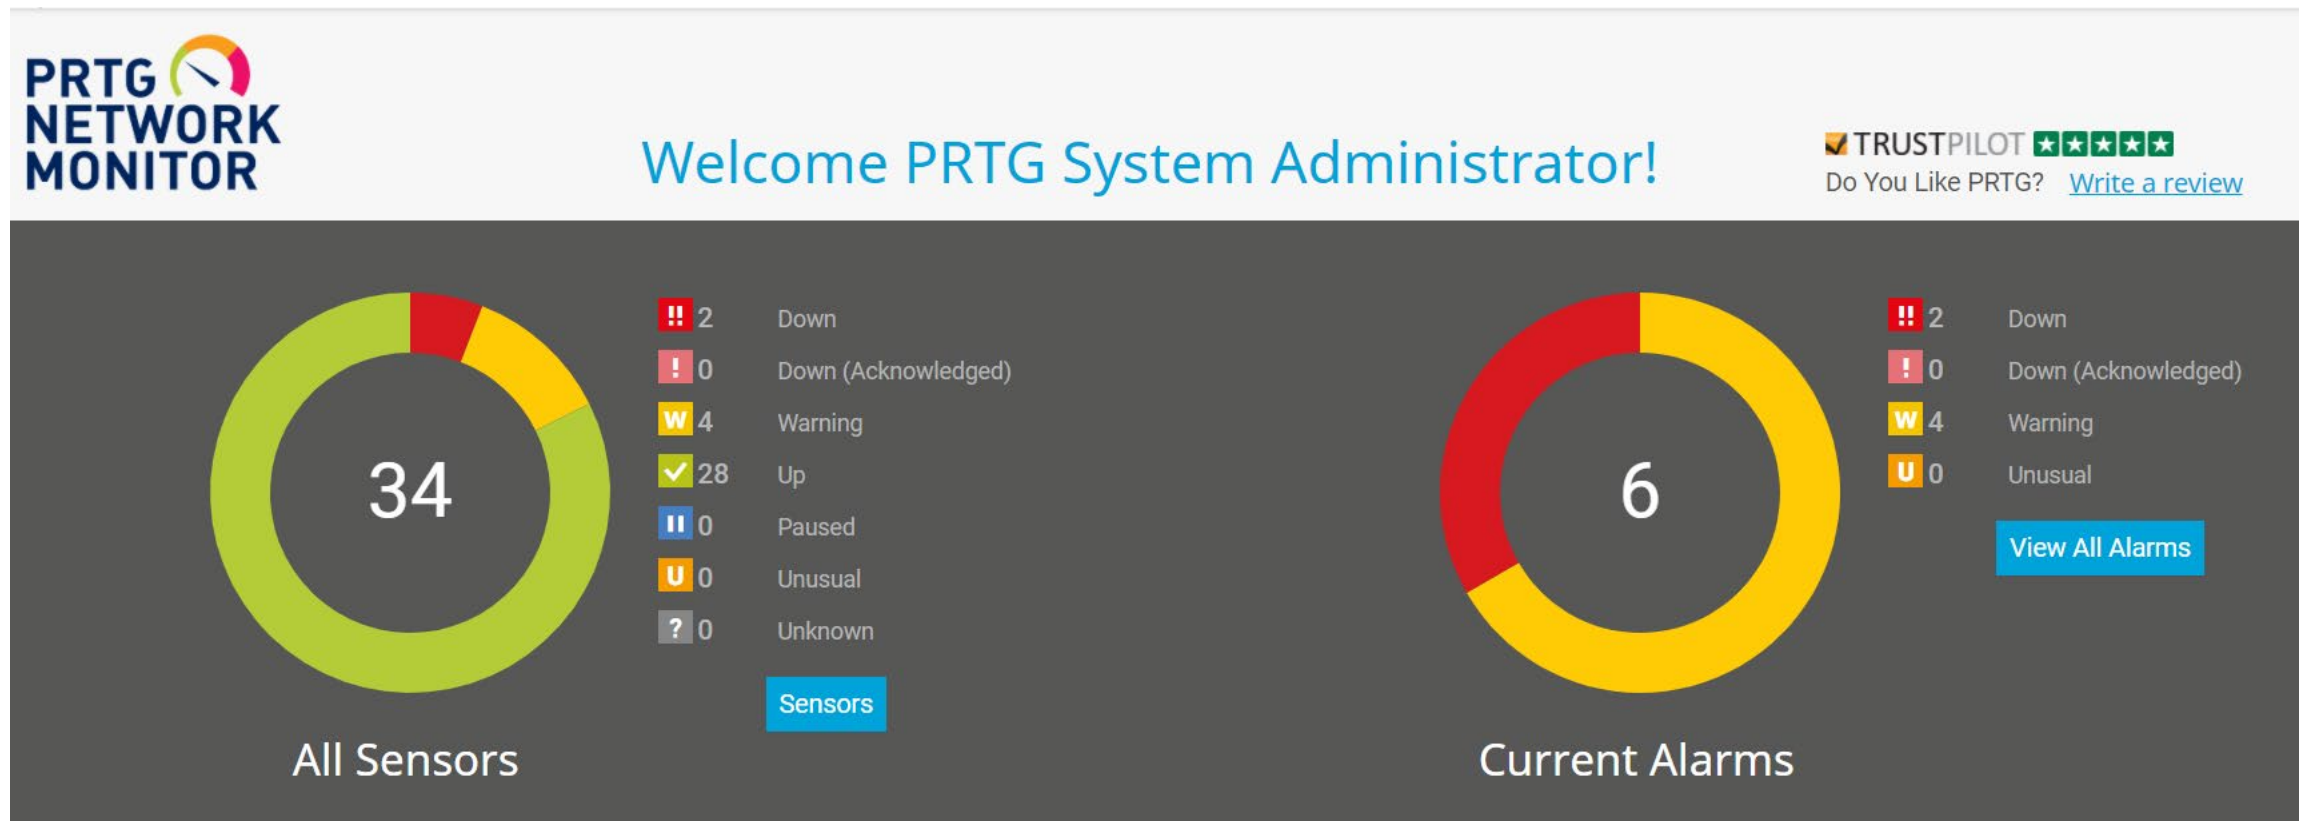 PRTG
NETWORK
MONITOR
Welcome PRTG System Administrator!
TRUSTPILOT
Do You Like PRTG? Write a review
34
All Sensors
!! 2 Down
! 0 Down (Acknowledged)
W 4 Warning
28 Up
0 Paused
U 0 Unusual
? 0 Unknown
Sensors
6
Current Alarms
!! 2 Down
! 0 Down (Acknowledged)
W 4 Warning
U 0 Unusual
View All Alarms